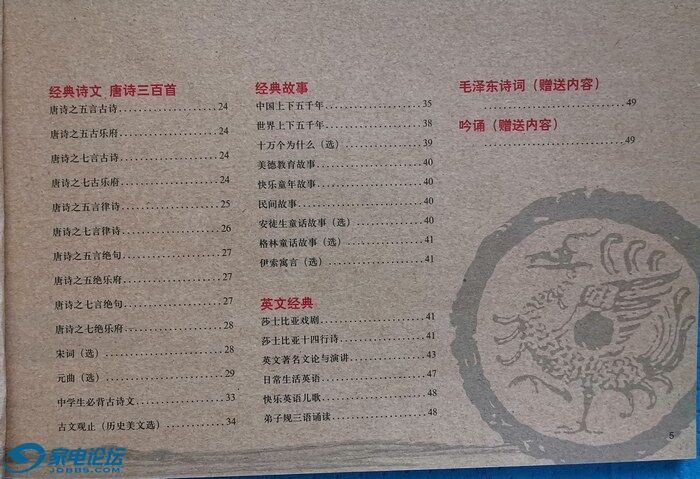 经典诗文 唐诗三百首
唐诗之五言古诗 24
唐诗之五古乐府 24
唐诗之七言古诗 24
唐诗之七古乐府 24
唐诗之五言律诗 25
唐诗之七言律诗 26
唐诗之五言绝句 27
唐诗之五绝乐府 27
唐诗之七言绝句 27
唐诗之七绝乐府 28
宋词（选） 28
元曲（选） 29
中学生必背古诗文 33
古文观止（历史美文选） 34
经典故事
中国上下五千年 35
世界上下五千年 38
十万个为什么（选） 39
美德教育故事 40
快乐童年故事 40
民间故事 40
安徒生童话故事（选） 40
格林童话故事（选） 41
伊索寓言（选） 41
英文经典
莎士比亚戏剧 41
莎士比亚十四行诗 41
英文著名文论与演讲 43
日常生活英语 47
快乐英语儿歌 48
弟子规三语诵读 48
毛泽东诗词（赠送内容）
49
吟诵（赠送内容）
49
5
家电论坛
JDBBS.COM